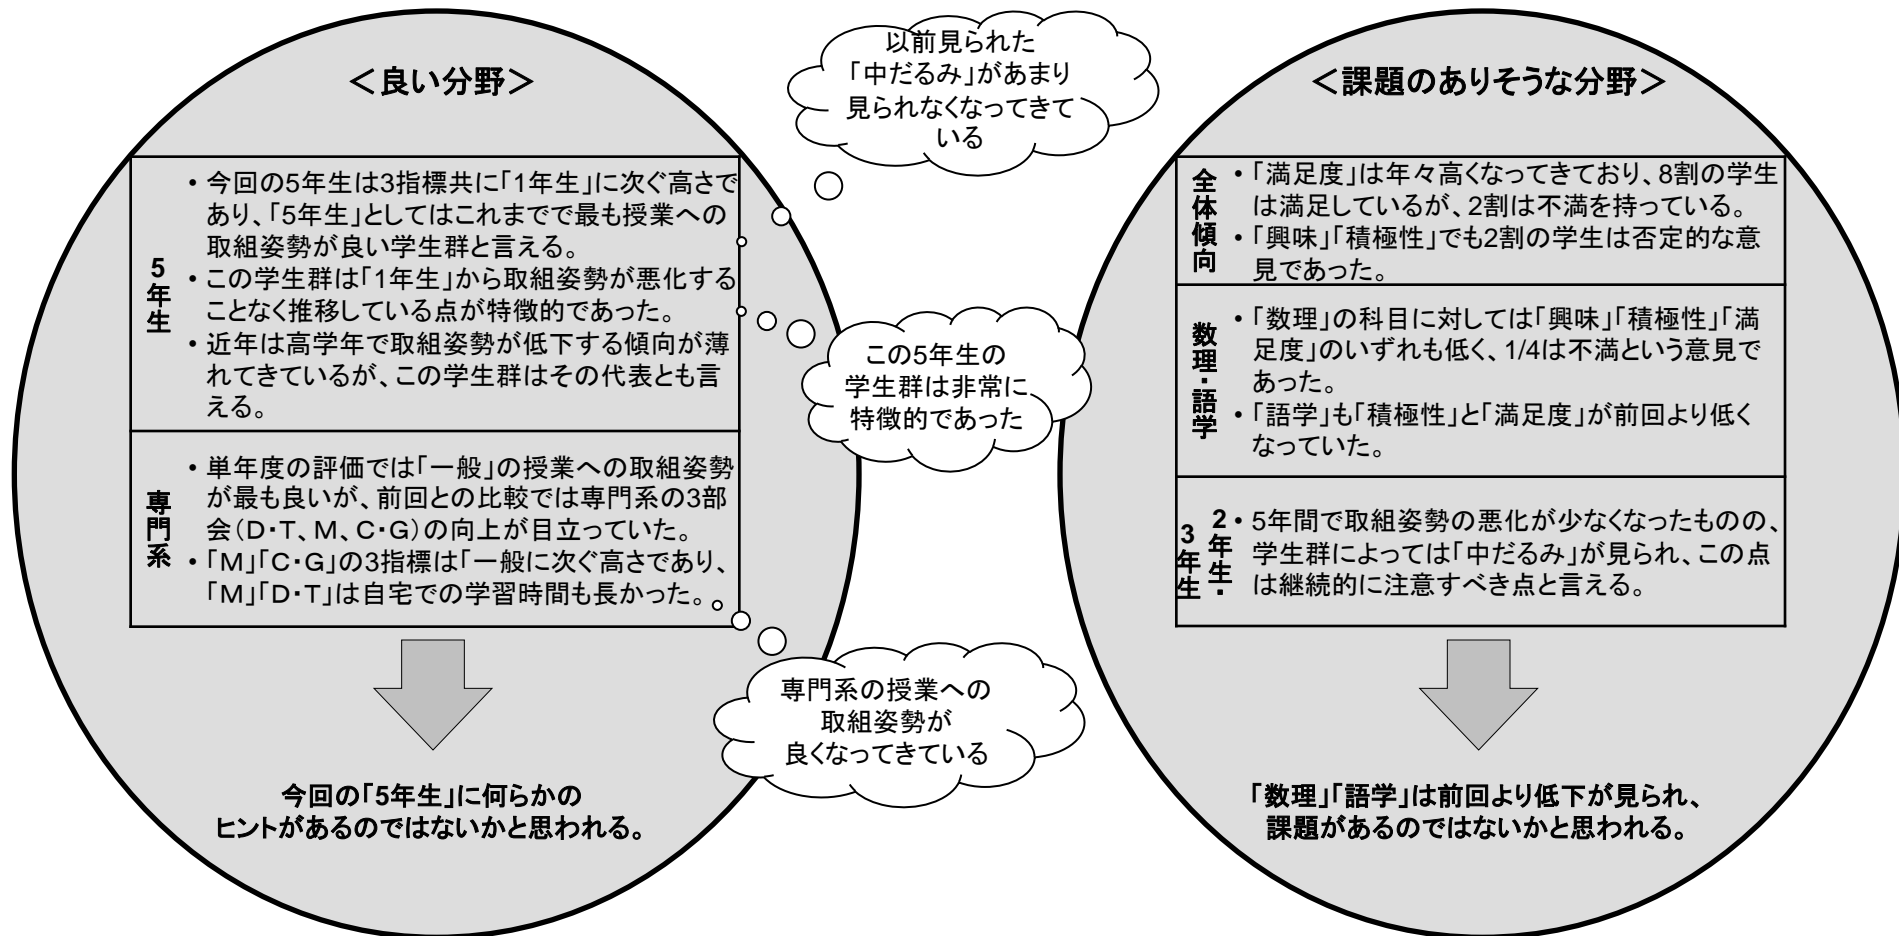 ＜良い分野＞
5年生
・今回の5年生は3指標共に「1年生」に次ぐ高さで
あり、「5年生」としてはこれまでで最も授業への
取組姿勢が良い学生群と言える。
・この学生群は「1年生」から取組姿勢が悪化する
ことなく推移している点が特徴的であった。
・近年は高学年で取組姿勢が低下する傾向が薄
れてきているが、この学生群はその代表とも言
える。
専門系
・単年度の評価では「一般」の授業への取組姿勢
が最も良いが、前回との比較では専門系の3部
会（D・T、M、C・G）の向上が目立っていた。
・「M」「C・G」の3指標は「一般に次ぐ高さであり、
「M」「D・T」は自宅での学習時間も長かった。
今回の「5年生」に何らかの
ヒントがあるのではないかと思われる。
以前見られた
「中だるみ」があまり
見られなくなってきて
いる
この5年生の
学生群は非常に
特徴的であった
専門系の授業への
取組姿勢が
良くなってきている
＜課題のありそうな分野＞
全体傾向
・「満足度」は年々高くなってきており、8割の学生
は満足しているが、2割は不満を持っている。
・「興味」「積極性」でも2割の学生は否定的な意
見であった。
数理・語学
・「数理」の科目に対しては「興味」「積極性」「満
足度」のいずれも低く、1/4は不満という意見で
あった。
・「語学」も「積極性」と「満足度」が前回より低く
なっていた。
2年生・
3年生
・5年間で取組姿勢の悪化が少なくなったものの、
学生群によっては「中だるみ」が見られ、この点
は継続的に注意すべき点と言える。
「数理」「語学」は前回より低下が見られ、
課題があるのではないかと思われる。